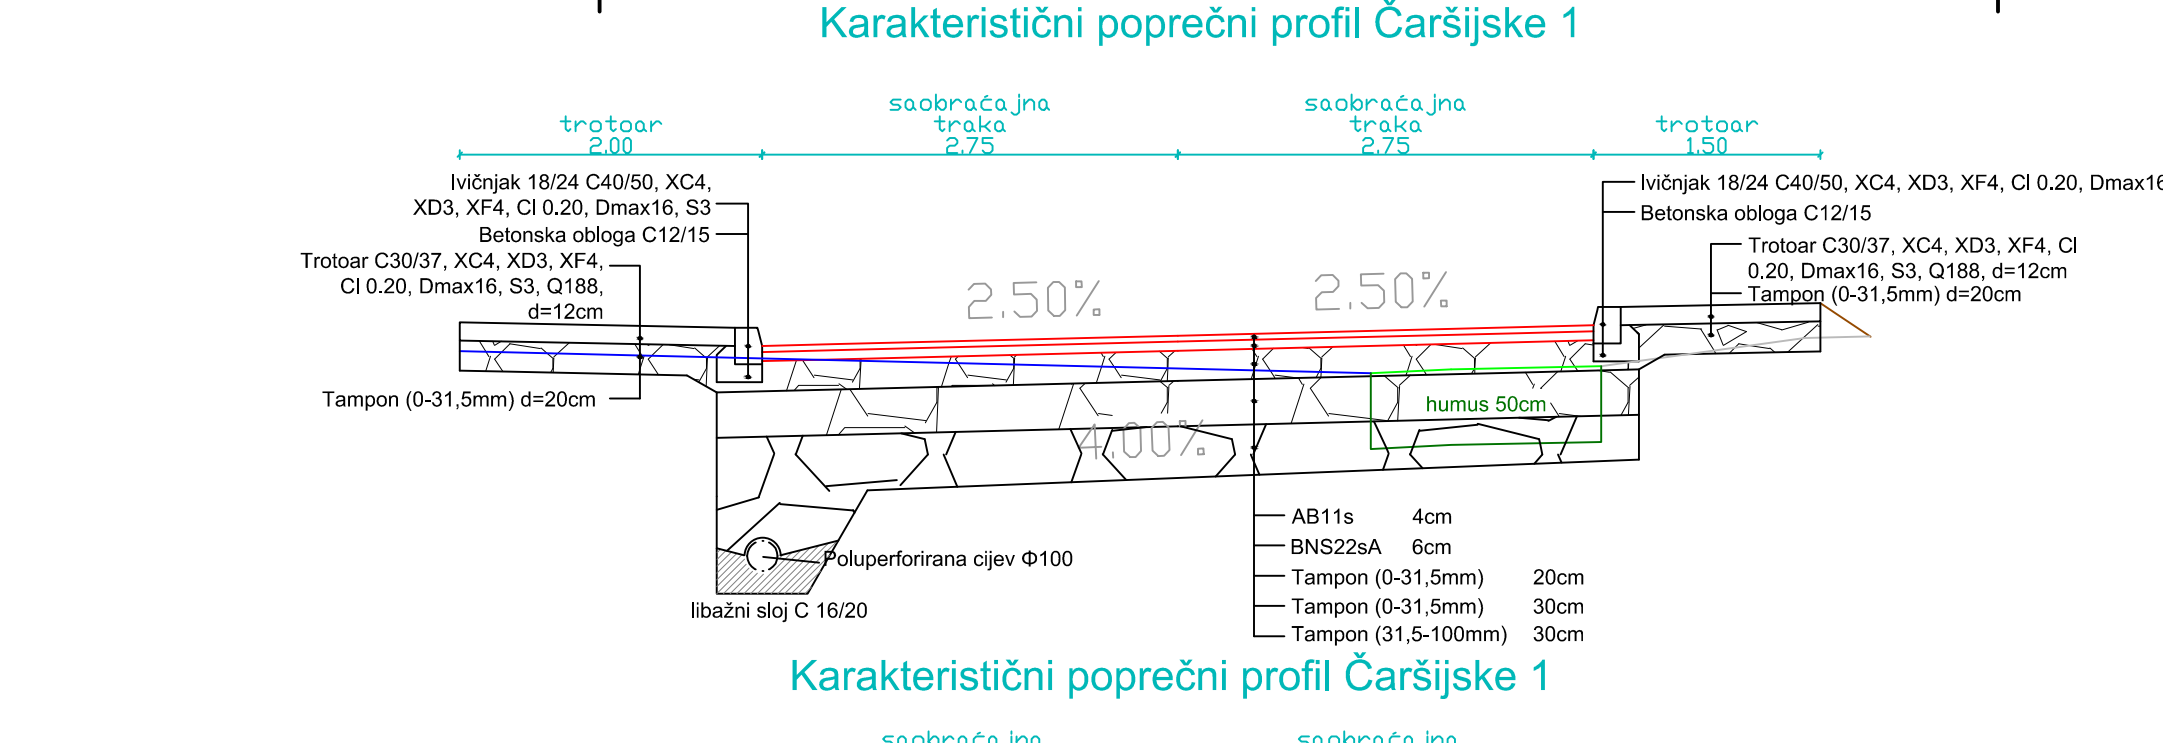 Karakteristični poprečni profil Čaršijske 1
saobraćajna
traka
2.75
saobraćajna
traka
2.75
trotoar
2.00
trotoar
1.50
Ivičnjak 18/24 C40/50, XC4,
XD3, XF4, Cl 0.20, Dmax16, S3
Betonska obloga C12/15
Trotoar C30/37, XC4, XD3, XF4,
Cl 0.20, Dmax16, S3, Q188,
d=12cm
Tampon (0-31,5mm) d=20cm
Ivičnjak 18/24 C40/50, XC4, XD3, XF4, Cl 0.20, Dmax16
Betonska obloga C12/15
Trotoar C30/37, XC4, XD3, XF4, Cl
0.20, Dmax16, S3, Q188, d=12cm
Tampon (0-31,5mm) d=20cm
2.50%
2.50%
4.00%
humus 50cm
AB11s 4cm
BNS22sA 6cm
Tampon (0-31,5mm) 20cm
Tampon (0-31,5mm) 30cm
Tampon (31,5-100mm) 30cm
Poluperforirana cijev Φ100
libažni sloj C 16/20
Karakteristični poprečni profil Čaršijske 1
saobraćajna
saobraćajna